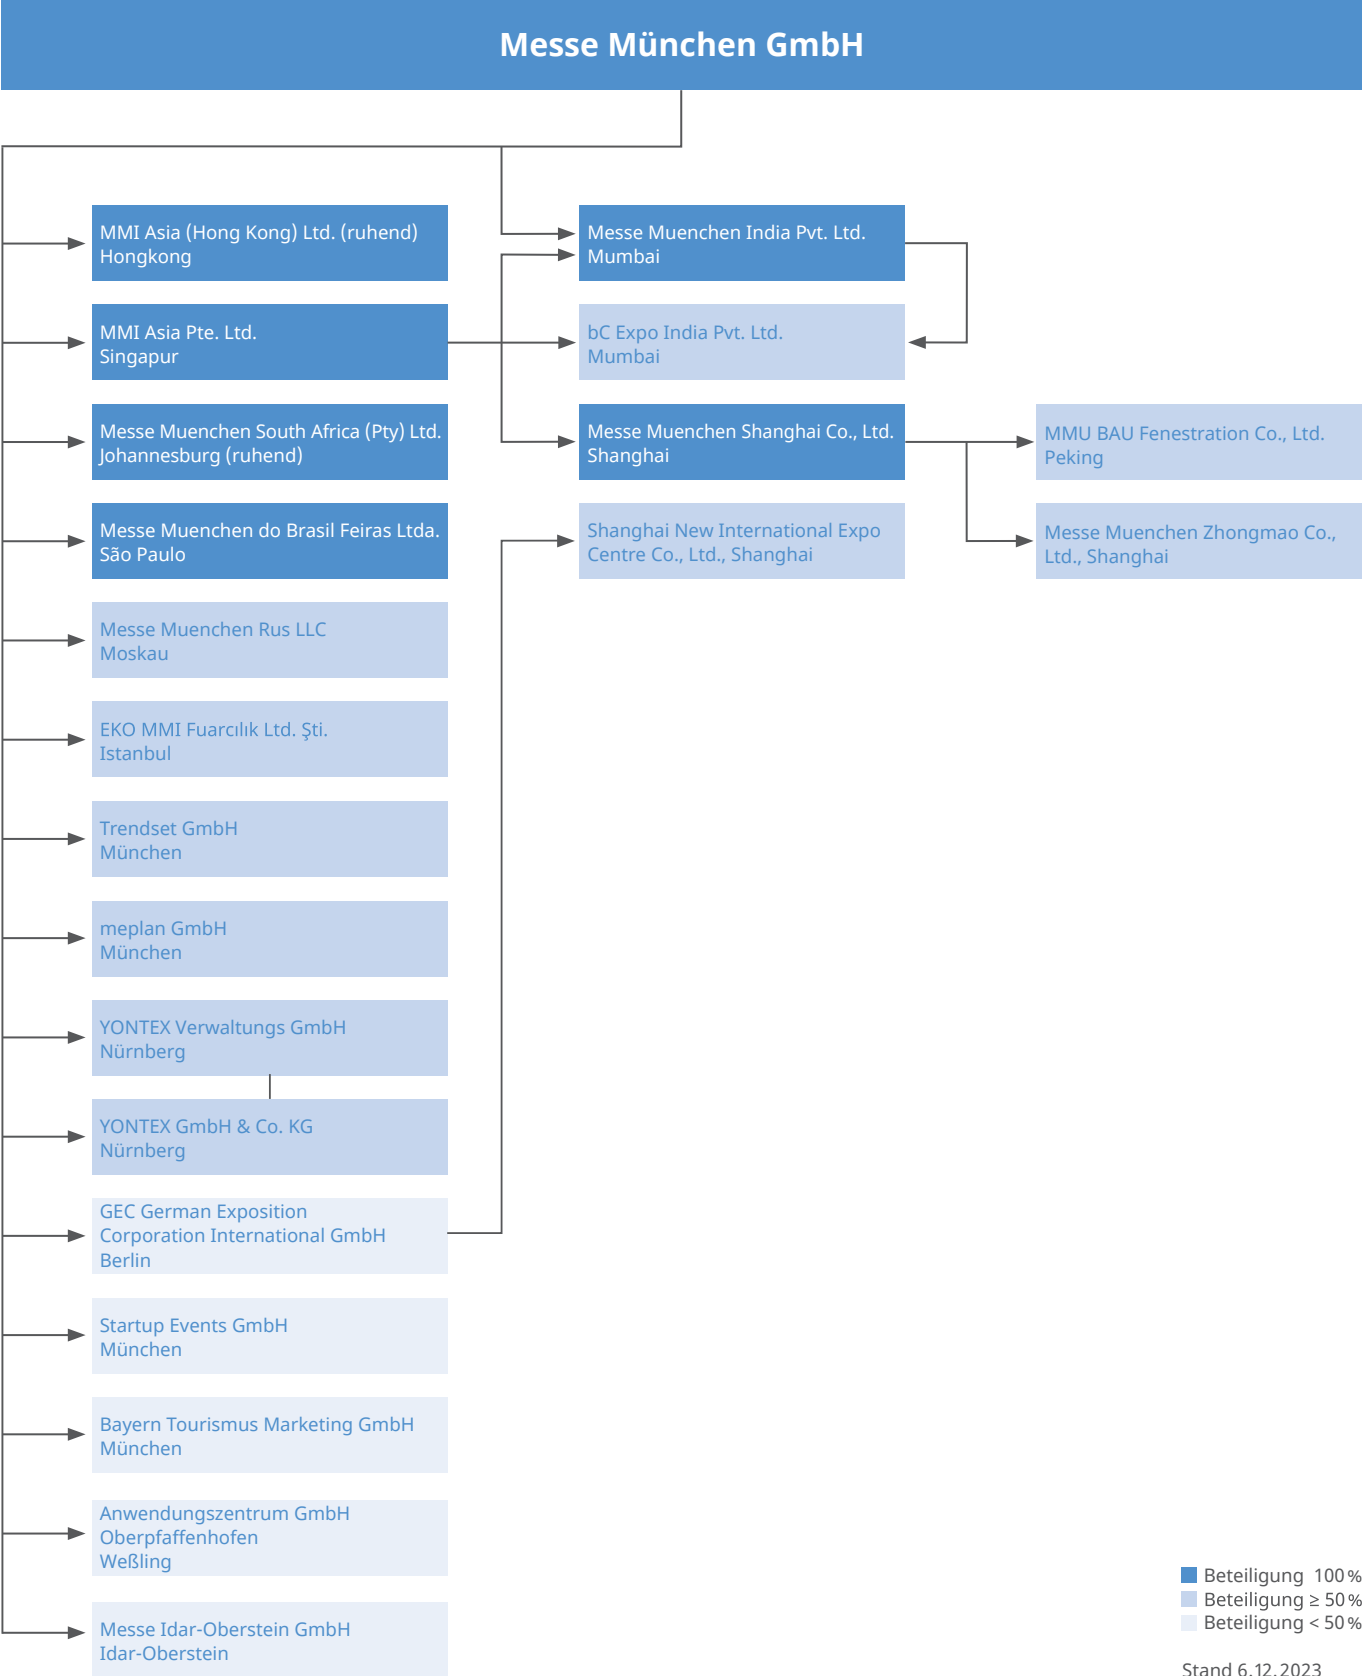 Messe München GmbH
MMI Asia (Hong Kong) Ltd. (ruhend)
Hongkong
MMI Asia Pte. Ltd.
Singapur
Messe Muenchen South Africa (Pty) Ltd.
Johannesburg (ruhend)
Messe Muenchen do Brasil Feiras Ltda.
São Paulo
Messe Muenchen Rus LLC
Moskau
EKO MMI Fuarcılık Ltd. Şti.
Istanbul
Trendset GmbH
München
meplan GmbH
München
YONTEX Verwaltungs GmbH
Nürnberg
YONTEX GmbH & Co. KG
Nürnberg
GEC German Exposition
Corporation International GmbH
Berlin
Startup Events GmbH
München
Bayern Tourismus Marketing GmbH
München
Anwendungszentrum GmbH
Oberpfaffenhofen
Weßling
Messe Idar-Oberstein GmbH
Idar-Oberstein
Messe Muenchen India Pvt. Ltd.
Mumbai
bC Expo India Pvt. Ltd.
Mumbai
Messe Muenchen Shanghai Co., Ltd.
Shanghai
Shanghai New International Expo
Centre Co., Ltd., Shanghai
MMU BAU Fenestration Co., Ltd.
Peking
Messe Muenchen Zhongmao Co.,
Ltd., Shanghai
Beteiligung 100 %
Beteiligung ≥ 50 %
Beteiligung < 50 %
Stand 6.12.2023